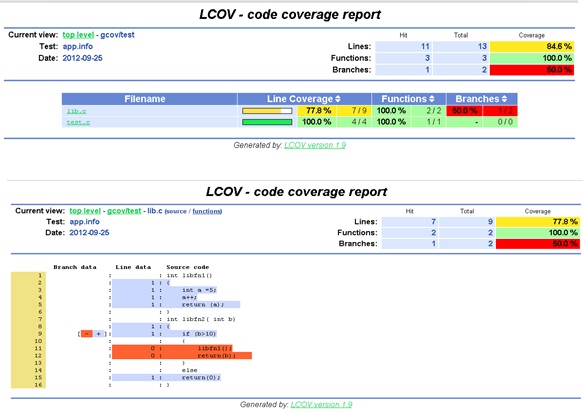 LCOV - code coverage report
Current view: top level - gcov/test
Test: app.info
Date: 2012-09-25
Hit Total Coverage
Lines: 11 13 84.6 %
Functions: 3 3 100.0 %
Branches: 1 2 50.0 %
Filename Line Coverage Functions Branches
lib.c 77.8 % 7 / 9 100.0 % 2 / 2 50.0 % 1 / 2
test.c 100.0 % 4 / 4 100.0 % 1 / 1 - 0 / 0
Generated by: LCOV version 1.9
LCOV - code coverage report
Current view: top level - gcov/test - lib.c (source / functions)
Test: app.info
Date: 2012-09-25
Hit Total Coverage
Lines: 7 9 77.8 %
Functions: 2 2 100.0 %
Branches: 1 2 50.0 %
Branch data Line data Source code
1 : : int libfn1()
2 : 1 : {
3 : 1 : int a =5;
4 : 1 : a++;
5 : 1 : return (a);
6 : : }
7 : : int libfn2( int b)
8 : 1 : {
9 [ - + ]: 1 : if (b>10)
10 : : {
11 : 0 : libfn1();
12 : 0 : return(b);
13 : : }
14 : : else
15 : 1 : return(0);
16 : : }
Generated by: LCOV version 1.9